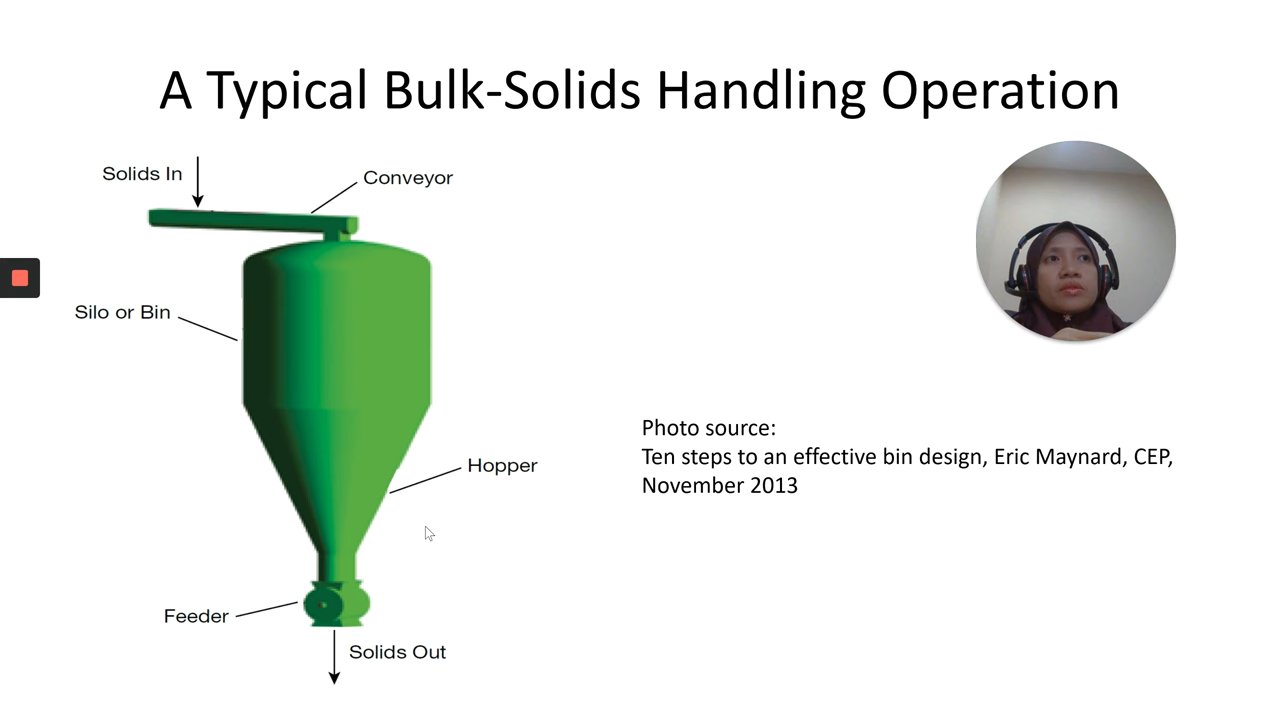 A Typical Bulk-Solids Handling Operation
Solids In
Conveyor
Silo or Bin
Hopper
Feeder
Solids Out
Photo source:
Ten steps to an effective bin design, Eric Maynard, CEP,
November 2013